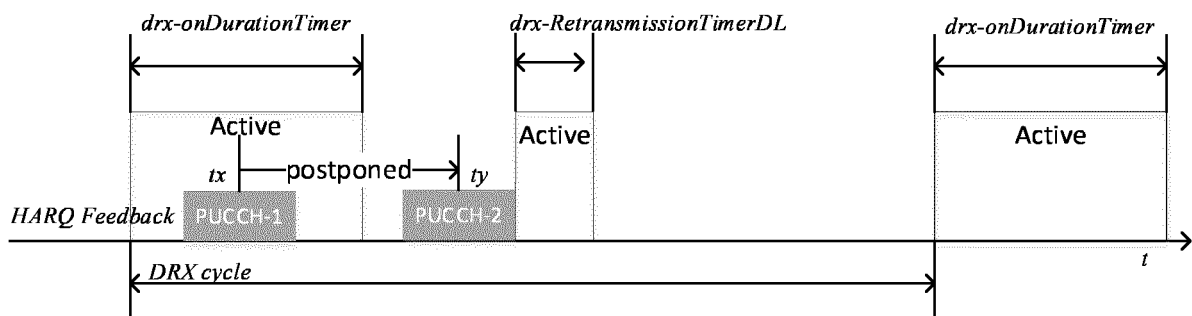 drx-onDurationTimer
drx-RetransmissionTimerDL
drx-onDurationTimer
Active
Active
Active
tx
postponed
ty
HARQ Feedback
PUCCH-1
PUCCH-2
t
DRX cycle